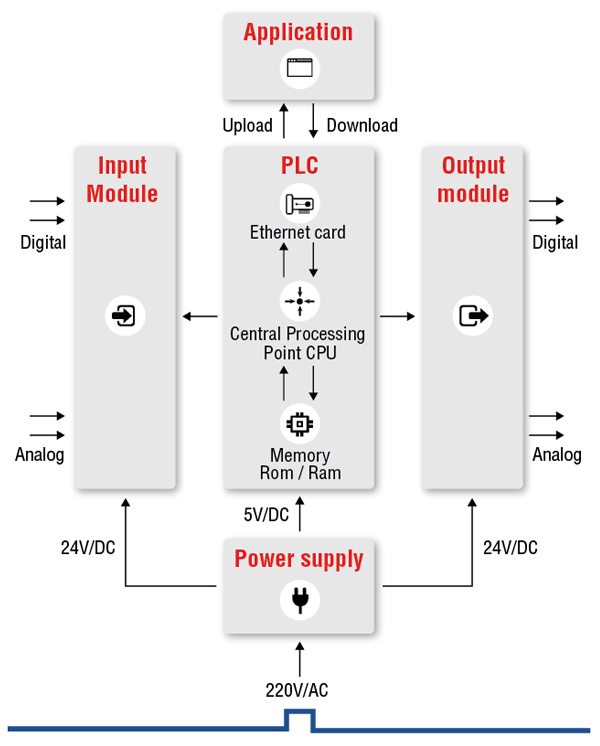 Application
Upload
Download
Input
Module
PLC
Output
module
Ethernet card
Digital
Digital
Central Processing
Point CPU
Analog
Memory
Rom / Ram
Analog
5V/DC
24V/DC
24V/DC
Power supply
220V/AC